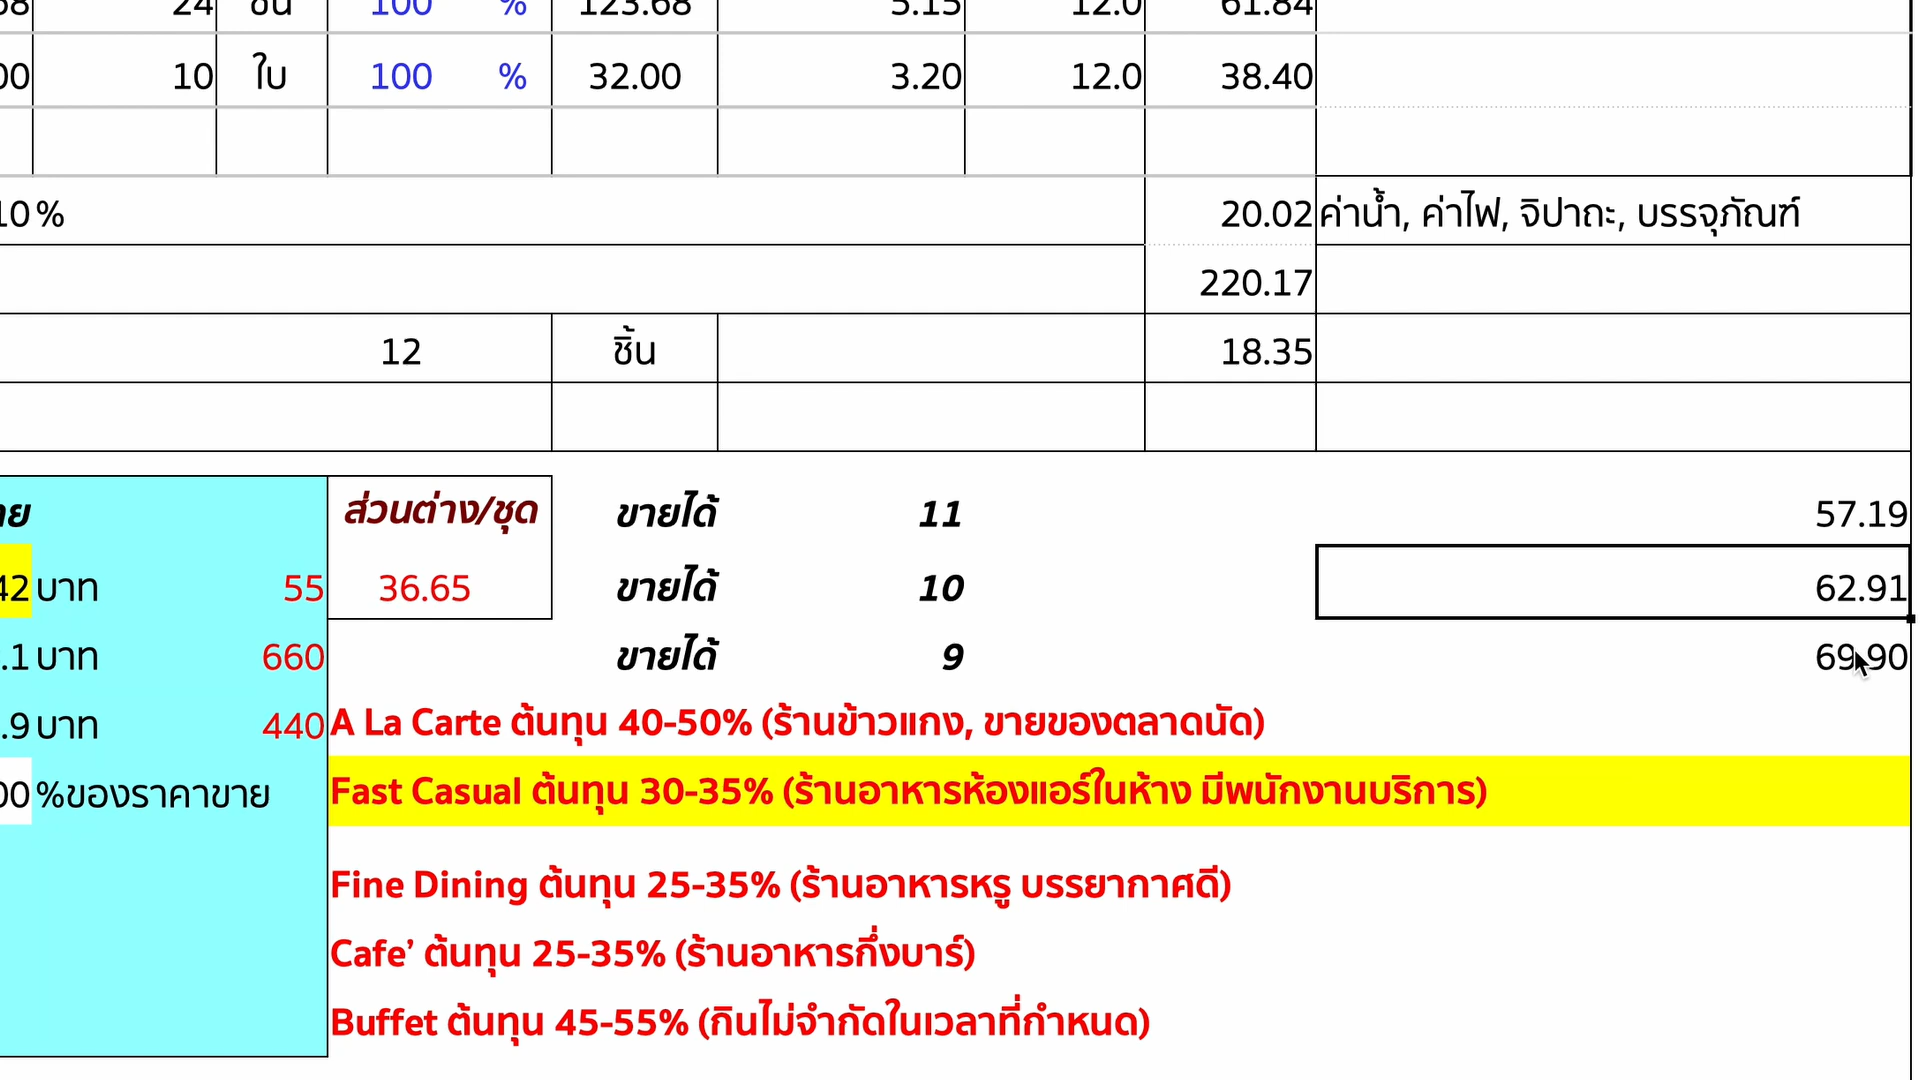 24 ชิ้น 100 % 123.68 5.15 12.0 61.84
00 10 ใบ 100 % 32.00 3.20 12.0 38.40
10 % 20.02 ค่าน้ำ, ค่าไฟ, จิปาถะ, บรรจุภัณฑ์
220.17
12 ชิ้น 18.35
ส่วนต่าง/ชุด ขายได้ 11 57.19
42 บาท 55 36.65 ขายได้ 10 62.91
.1 บาท 660 ขายได้ 9 69.90
.9 บาท 440 A La Carte ต้นทุน 40-50% (ร้านข้าวแกง, ขายของตลาดนัด)
00 %ของราคาขาย Fast Casual ต้นทุน 30-35% (ร้านอาหารห้องแอร์ในห้าง มีพนักงานบริการ)
Fine Dining ต้นทุน 25-35% (ร้านอาหารหรู บรรยากาศดี)
Cafe’ ต้นทุน 25-35% (ร้านอาหารกึ่งบาร์)
Buffet ต้นทุน 45-55% (กินไม่จำกัดในเวลาที่กำหนด)